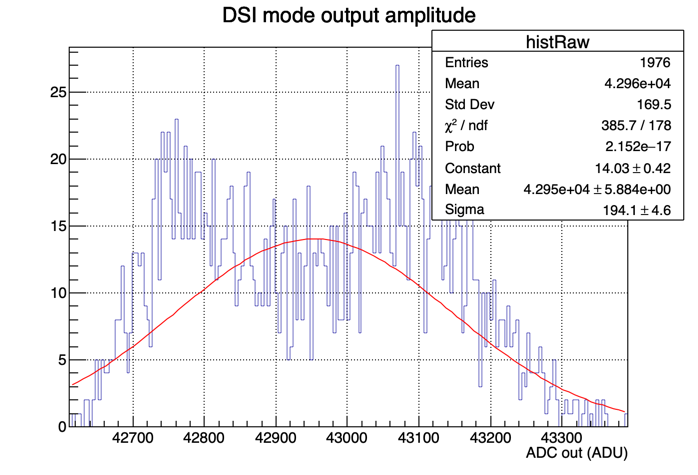 DSI mode output amplitude
histRaw
Entries 1976
Mean 4.296e+04
Std Dev 169.5
χ² / ndf 385.7 / 178
Prob 2.152e−17
Constant 14.03 ± 0.42
Mean 4.295e+04 ± 5.884e+00
Sigma 194.1 ± 4.6
25
20
15
10
5
0
42700 42800 42900 43000 43100 43200 43300
ADC out (ADU)